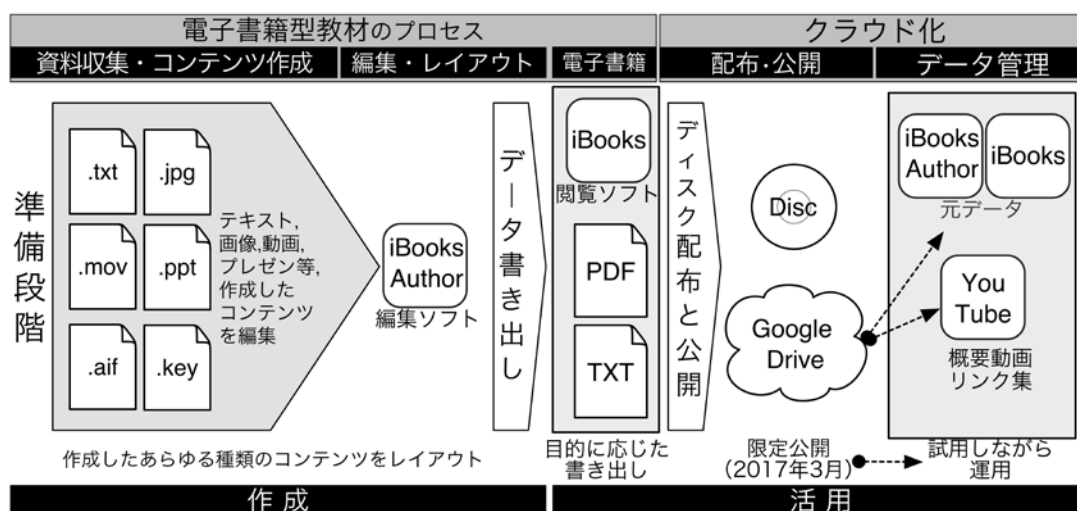 電子書籍型教材のプロセス
クラウド化
資料収集・コンテンツ作成
編集・レイアウト
電子書籍
配布・公開
データ管理
準備段階
.txt
.jpg
.mov
.ppt
.aif
.key
テキスト,
画像,動画,
プレゼン等,
作成した
コンテンツ
を編集
iBooks
Author
編集ソフト
データ書き出し
iBooks
閲覧ソフト
PDF
TXT
ディスク配布と公開
Disc
Google
Drive
iBooks
Author
iBooks
元データ
You
Tube
概要動画
リンク集
作成したあらゆる種類のコンテンツをレイアウト
目的に応じた
書き出し
限定公開
(2017年3月)
試用しながら
運用
作 成
活 用